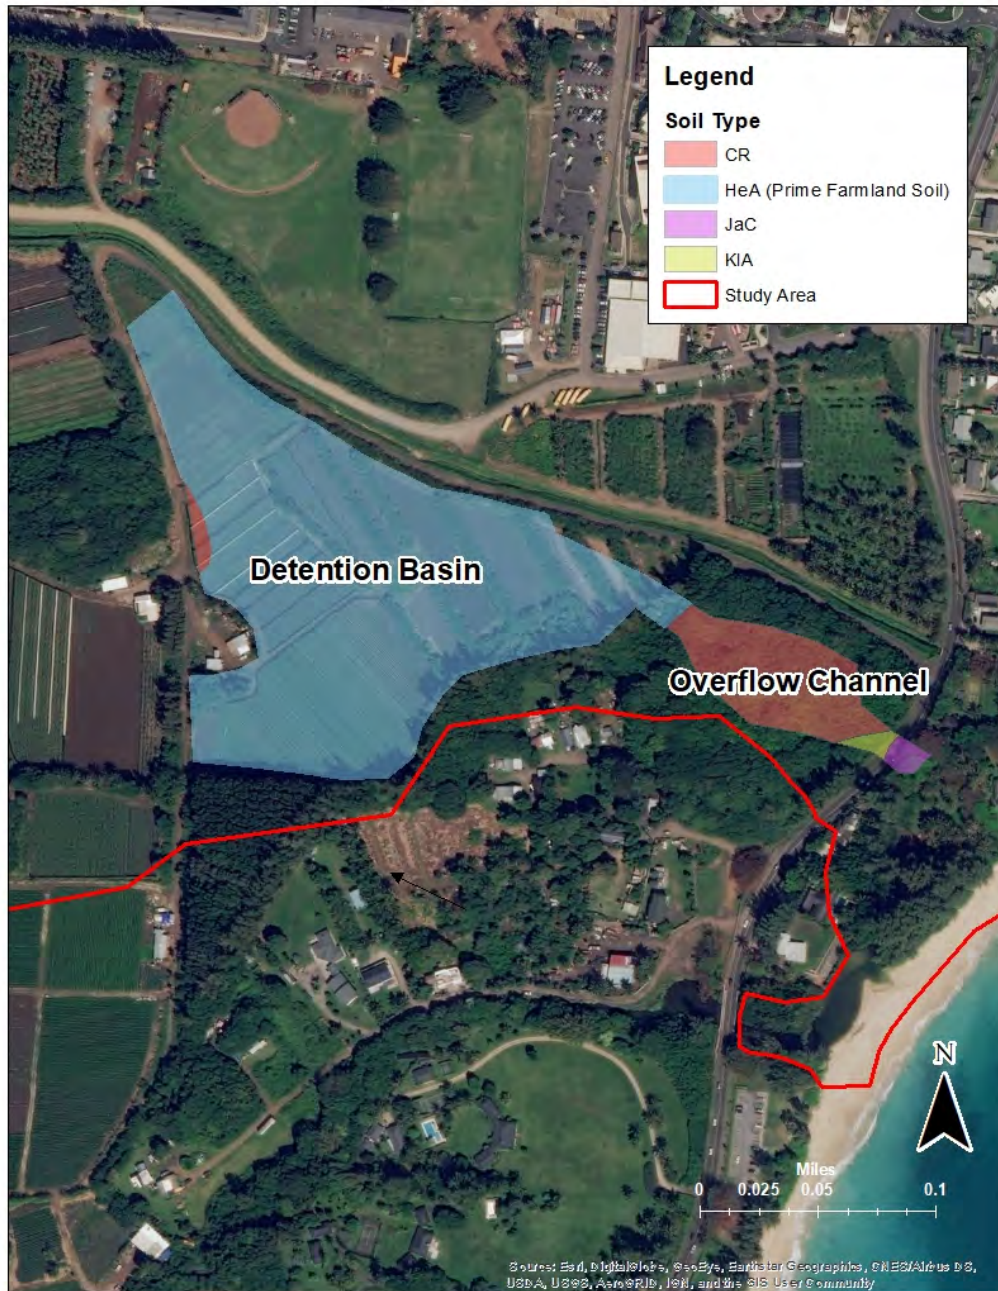 Legend
Soil Type
CR
HeA (Prime Farmland Soil)
JaC
KlA
Study Area
Detention Basin
Overflow Channel
N
Miles
0 0.025 0.05 0.1
Source: Esri, DigitalGlobe, GeoEye, Earthstar Geographics, CNES/Airbus DS,
USDA, USGS, AeroGRID, IGN, and the GIS User Community